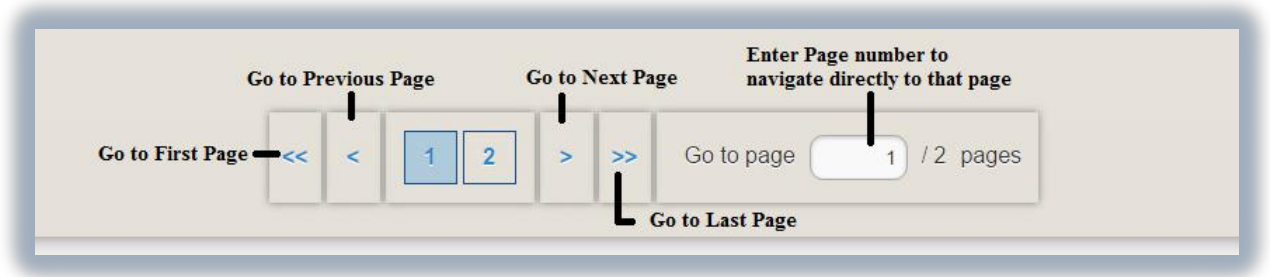 Enter Page number to
navigate directly to that page
Go to Previous Page
Go to Next Page
Go to First Page
<< < 1 2 > >> Go to page 1 / 2 pages
Go to Last Page